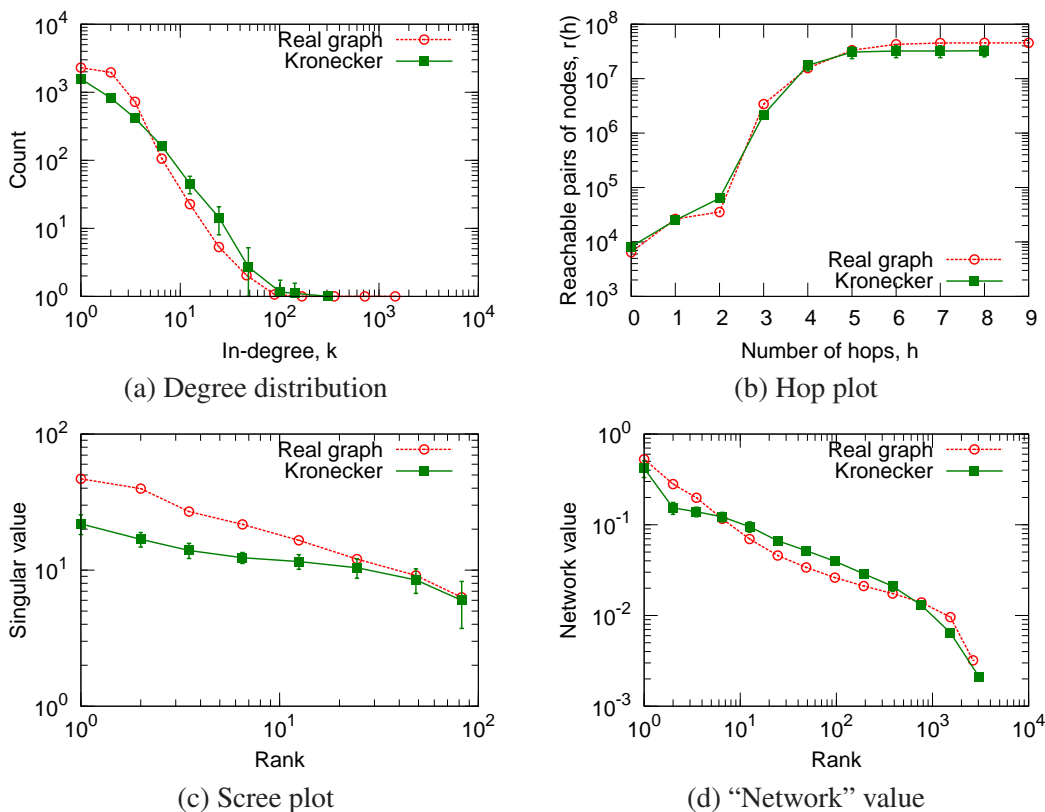 10^4
10^3
10^2
10^1
10^0
10^0
10^1
10^2
10^3
10^4
Count
In-degree, k
Real graph
Kronecker
(a) Degree distribution
10^8
10^7
10^6
10^5
10^4
10^3
0 1 2 3 4 5 6 7 8 9
Reachable pairs of nodes, r(h)
Number of hops, h
Real graph
Kronecker
(b) Hop plot
10^2
10^1
10^0
10^0
10^1
10^2
Singular value
Rank
Real graph
Kronecker
(c) Scree plot
10^0
10^-1
10^-2
10^-3
10^0
10^1
10^2
10^3
10^4
Network value
Rank
Real graph
Kronecker
(d) “Network” value